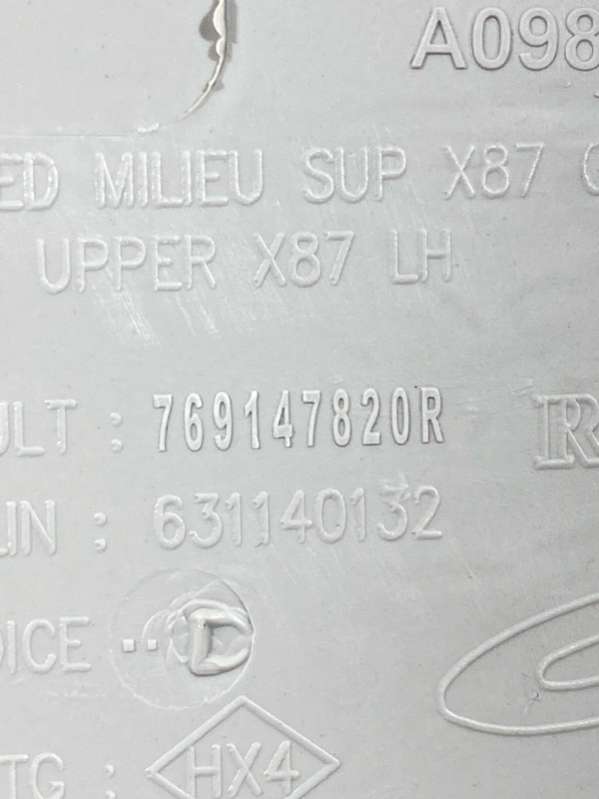 A098
ED MILIEU SUP X87 G
UPPER X87 LH
ULT : 769147820R R
LIN : 631140132
DICE ..
TG : HX4